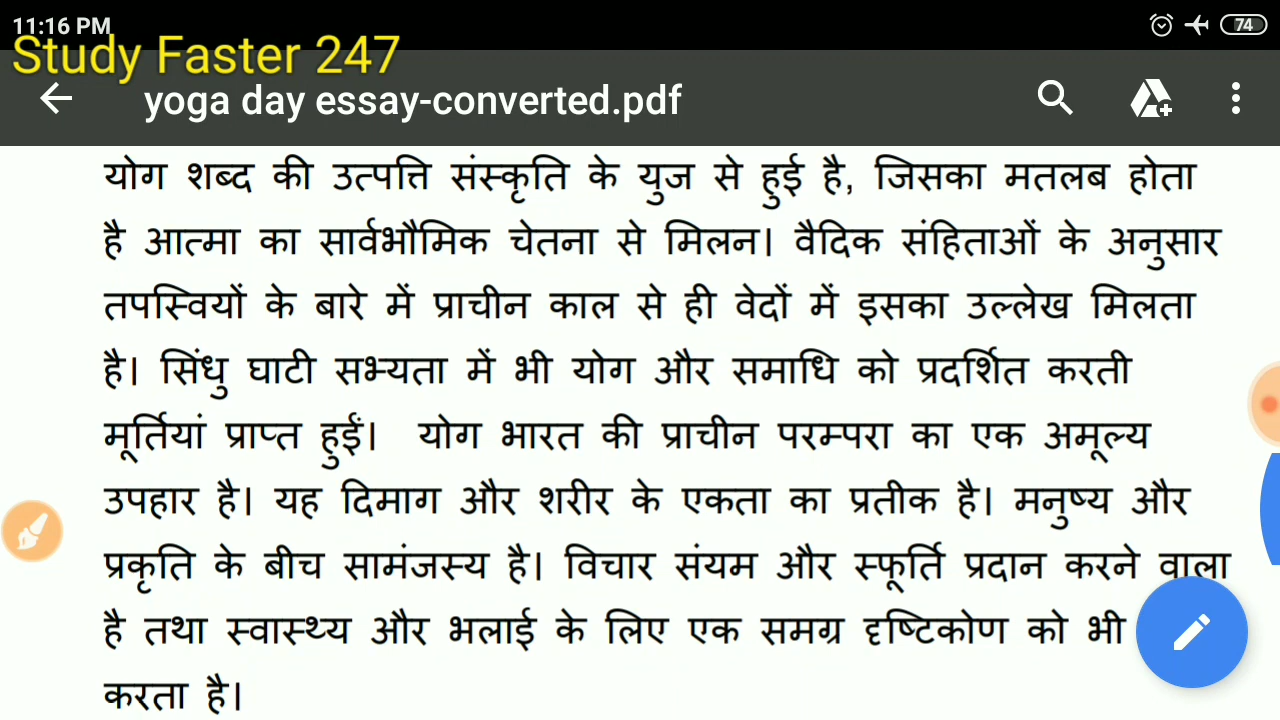 11:16 PM
74
Study Faster 247
yoga day essay-converted.pdf
योग शब्द की उत्पत्ति संस्कृति के युज से हुई है, जिसका मतलब होता
है आत्मा का सार्वभौमिक चेतना से मिलन। वैदिक संहिताओं के अनुसार
तपस्वियों के बारे में प्राचीन काल से ही वेदों में इसका उल्लेख मिलता
है। सिंधु घाटी सभ्यता में भी योग और समाधि को प्रदर्शित करती
मूर्तियां प्राप्त हुईं। योग भारत की प्राचीन परम्परा का एक अमूल्य
उपहार है। यह दिमाग और शरीर के एकता का प्रतीक है। मनुष्य और
प्रकृति के बीच सामंजस्य है। विचार संयम और स्फूर्ति प्रदान करने वाला
है तथा स्वास्थ्य और भलाई के लिए एक समग्र दृष्टिकोण को भी
करता है।